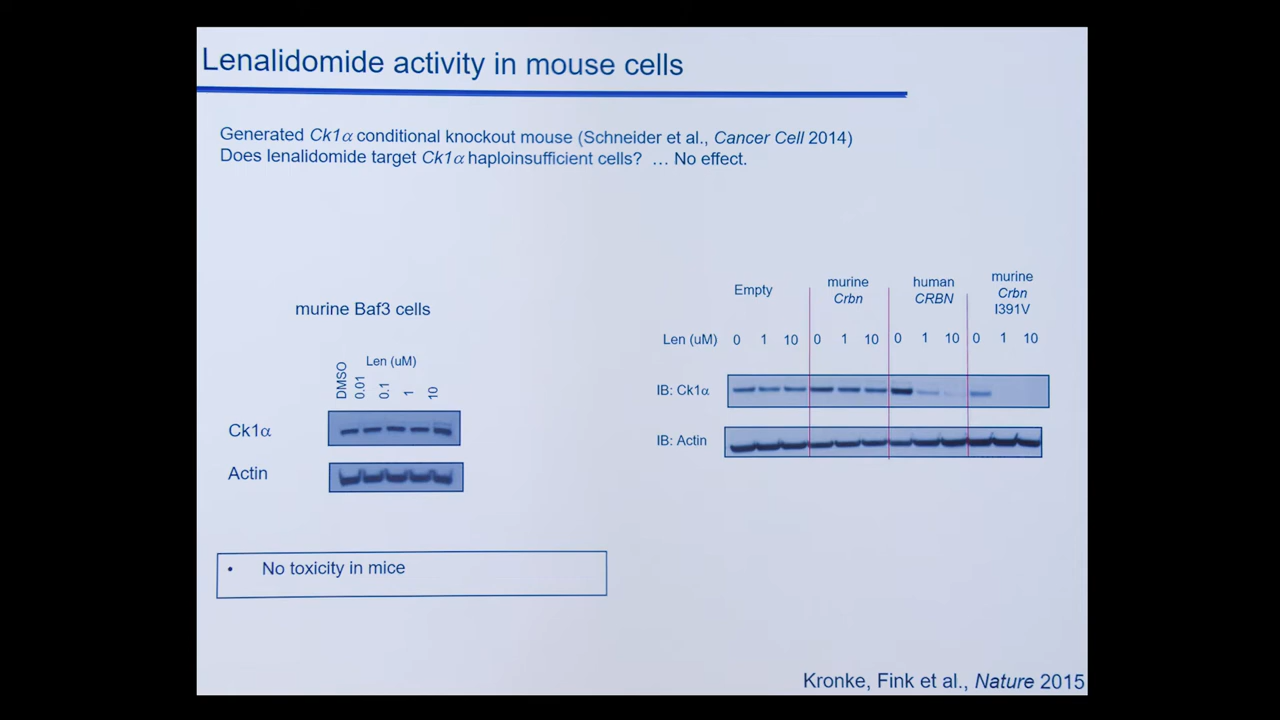 Lenalidomide activity in mouse cells
Generated Ck1α conditional knockout mouse (Schneider et al., Cancer Cell 2014)
Does lenalidomide target Ck1α haploinsufficient cells? … No effect.
murine Baf3 cells
Len (uM)
DMSO 0.01 0.1 1 10
Ck1α
Actin
Empty murine Crbn human CRBN murine Crbn I391V
Len (uM) 0 1 10 0 1 10 0 1 10 0 1 10
IB: Ck1α
IB: Actin
• No toxicity in mice
Kronke, Fink et al., Nature 2015